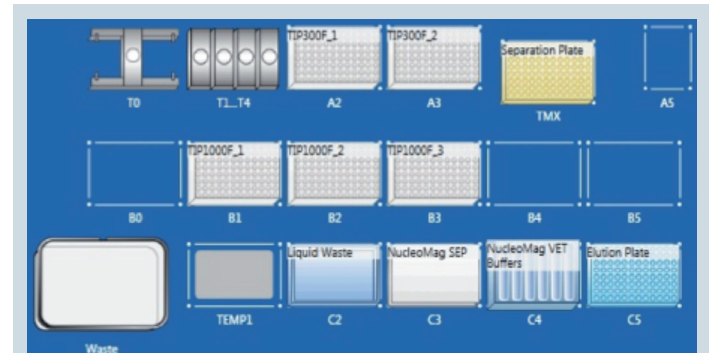 TIP300F_1 TIP300F_2
Separation Plate
T0 T1...T4 A2 A3 TMX A5
TIP1000F_1 TIP1000F_2 TIP1000F_3
B0 B1 B2 B3 B4 B5
Liquid Waste NucleoMag SEP NucleoMag VET Elution Plate
Buffers
TEMP1 C2 C3 C4 C5
Waste